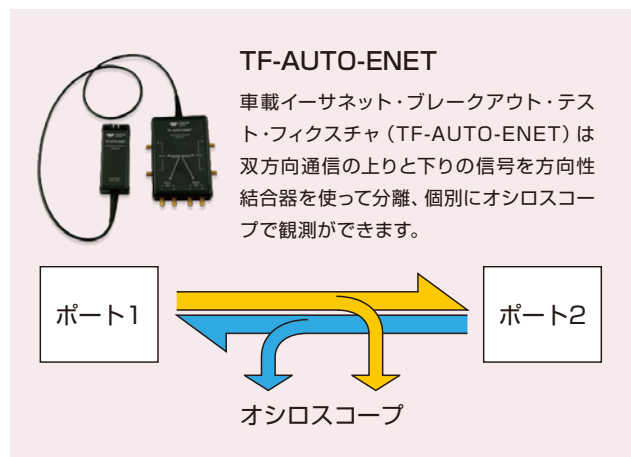 TF-AUTO-ENET
車載イーサネット・ブレークアウト・テス
ト・フィクスチャ（TF-AUTO-ENET）は
双方向通信の上りと下りの信号を方向性
結合器を使って分離、個別にオシロスコー
プで観測ができます。
ポート1
ポート2
オシロスコープ